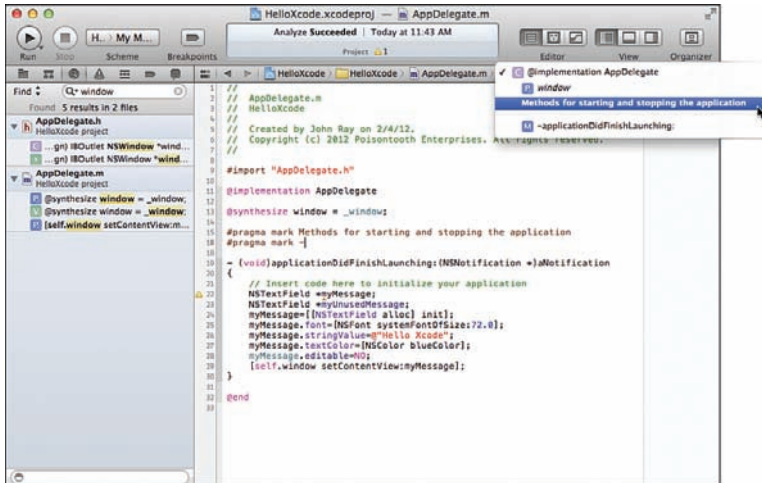 HelloXcode.xcodeproj — AppDelegate.m
H... My M...
Analyze Succeeded | Today at 11:43 AM
Project 1
Run Stop Scheme Breakpoints Editor View Organizer
HelloXcode HelloXcode AppDelegate.m
@implementation AppDelegate
window
Methods for starting and stopping the application
-applicationDidFinishLaunching:
Find window
Found 5 results in 2 files
AppDelegate.h
HelloXcode project
...gn) IBOutlet NSWindow *wind...
...gn) IBOutlet NSWindow *wind...
AppDelegate.m
HelloXcode project
@synthesize window = _window;
@synthesize window = _window;
[self.window setContentView:m...
//
// AppDelegate.m
// HelloXcode
//
// Created by John Ray on 2/4/12.
// Copyright (c) 2012 Poisontooth Enterprises. All rights reserved.
//
#import "AppDelegate.h"
@implementation AppDelegate
@synthesize window = _window;
#pragma mark Methods for starting and stopping the application
#pragma mark -
- (void)applicationDidFinishLaunching:(NSNotification *)aNotification
{
// Insert code here to initialize your application
NSTextField *myMessage;
NSTextField *myUnusedMessage;
myMessage=[[NSTextField alloc] init];
myMessage.font=[NSFont systemFontOfSize:72.0];
myMessage.stringValue=@"Hello Xcode";
myMessage.textColor=[NSColor blueColor];
myMessage.editable=NO;
[self.window setContentView:myMessage];
}
@end